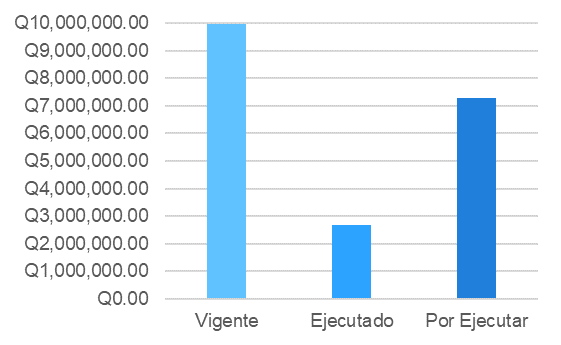 Q10,000,000.00
Q9,000,000.00
Q8,000,000.00
Q7,000,000.00
Q6,000,000.00
Q5,000,000.00
Q4,000,000.00
Q3,000,000.00
Q2,000,000.00
Q1,000,000.00
Q0.00
Vigente Ejecutado Por Ejecutar